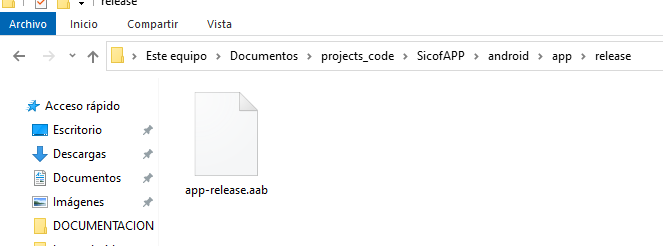 release
Archivo Inicio Compartir Vista
Este equipo > Documentos > projects_code > SicofAPP > android > app > release
Acceso rápido
Escritorio
Descargas
Documentos
Imágenes
DOCUMENTACION
app-release.aab